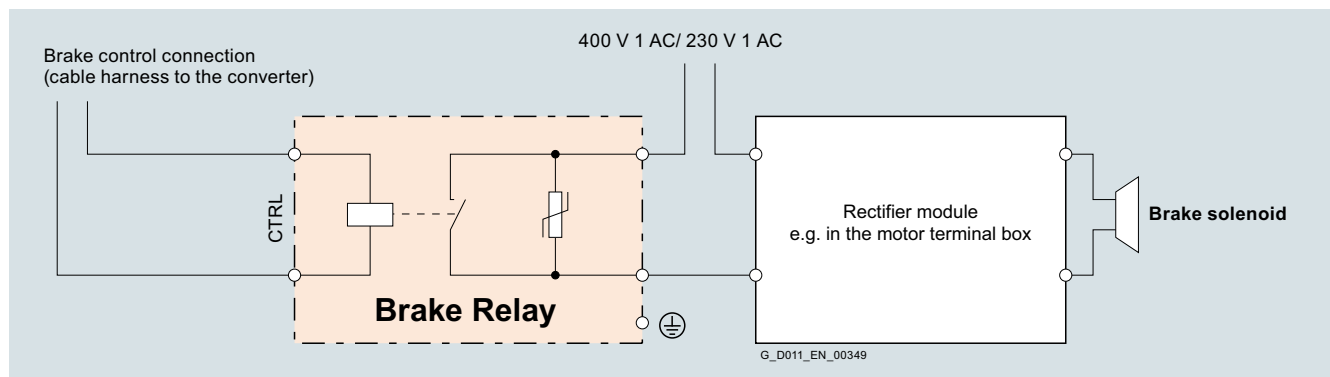 400 V 1 AC/ 230 V 1 AC
Brake control connection
(cable harness to the converter)
CTRL
Brake Relay
Rectifier module
e.g. in the motor terminal box
Brake solenoid
G_D011_EN_00349